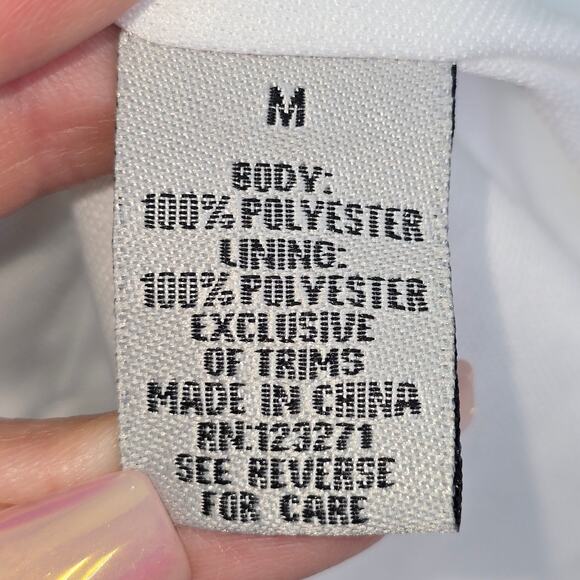 M
BODY:
100% POLYESTER
LINING:
100% POLYESTER
EXCLUSIVE
OF TRIMS
MADE IN CHINA
RN:123271
SEE REVERSE
FOR CARE